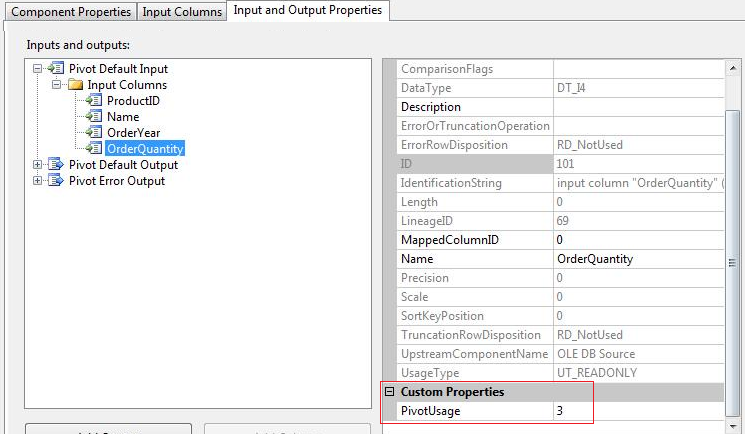 Component Properties Input Columns Input and Output Properties
Inputs and outputs:
Pivot Default Input
Input Columns
ProductID
Name
OrderYear
OrderQuantity
Pivot Default Output
Pivot Error Output
ComparisonFlags
DataType DT_I4
Description
ErrorOrTruncationOperation
ErrorRowDisposition RD_NotUsed
ID 101
IdentificationString input column "OrderQuantity" (
Length 0
LineageID 69
MappedColumnID 0
Name OrderQuantity
Precision 0
Scale 0
SortKeyPosition 0
TruncationRowDisposition RD_NotUsed
UpstreamComponentName OLE DB Source
UsageType UT_READONLY
Custom Properties
PivotUsage 3